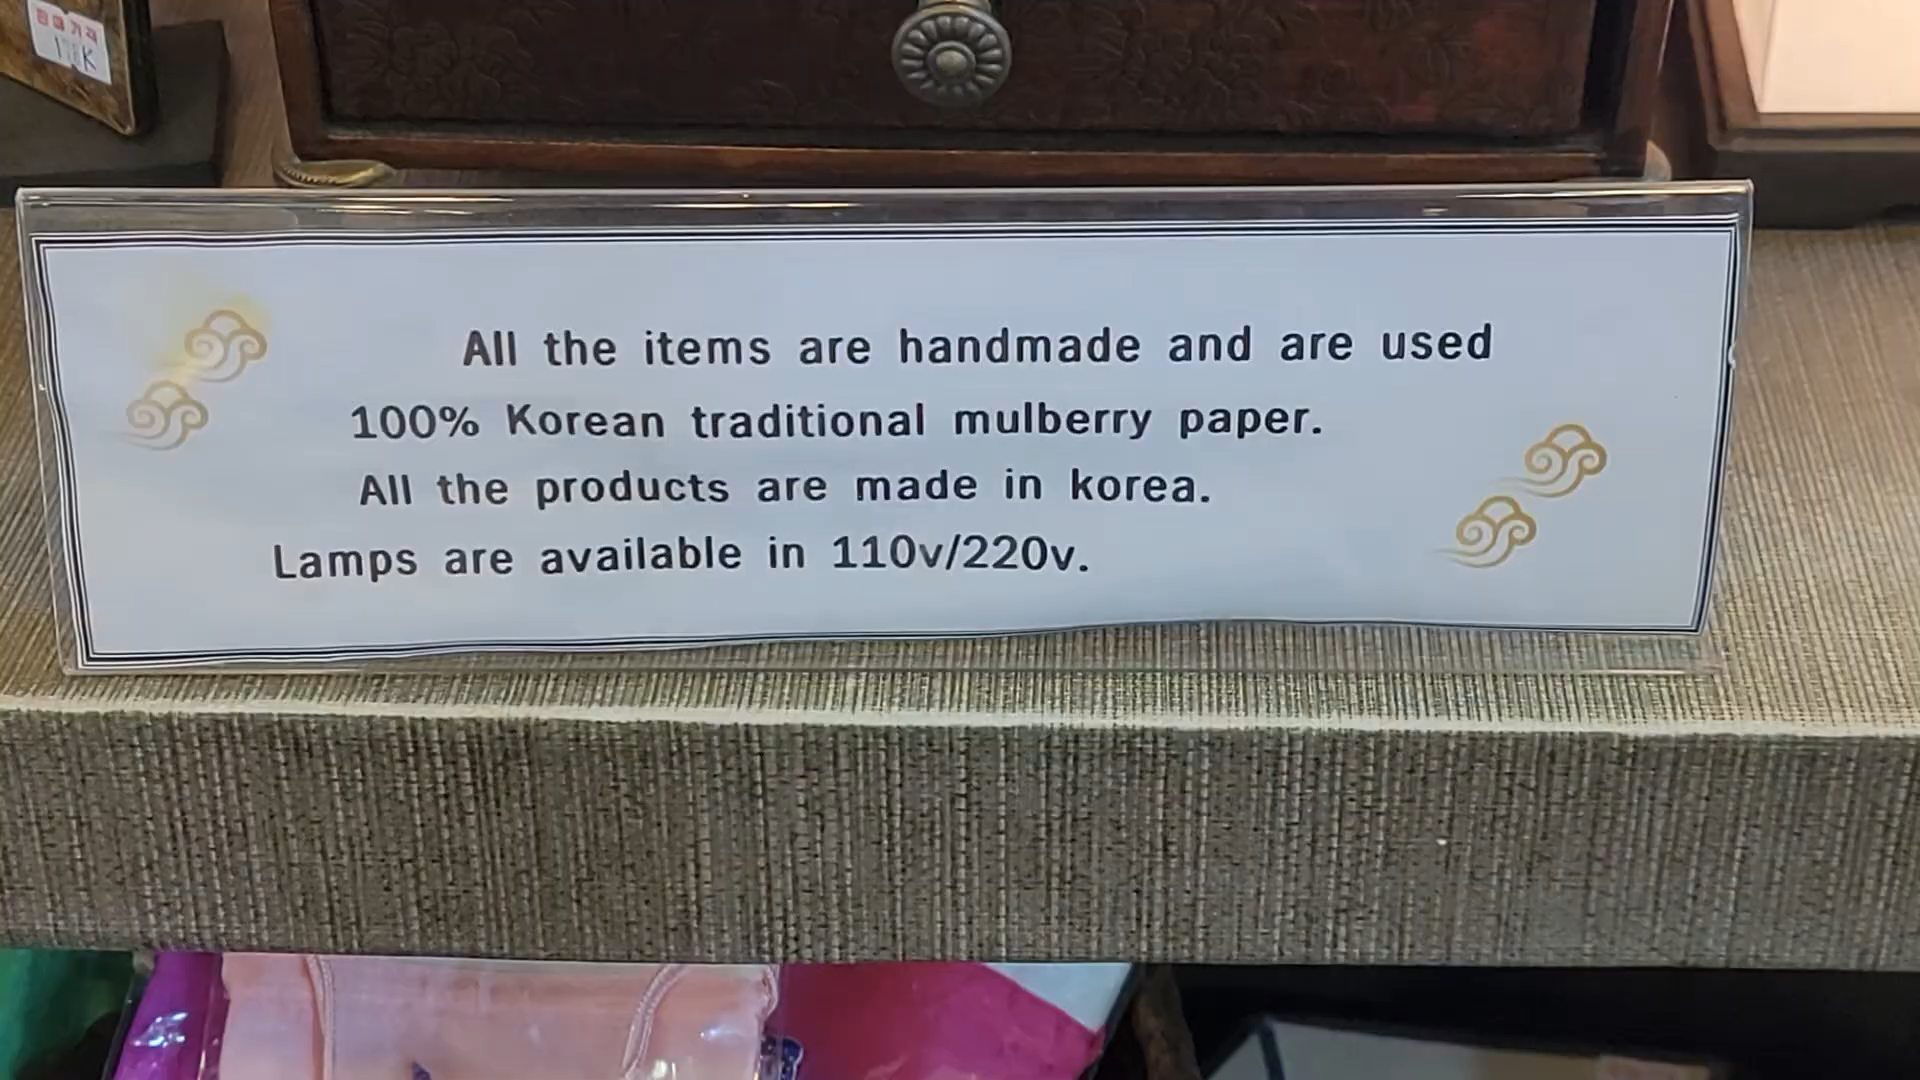 All the items are handmade and are used
100% Korean traditional mulberry paper.
All the products are made in korea.
Lamps are available in 110v/220v.